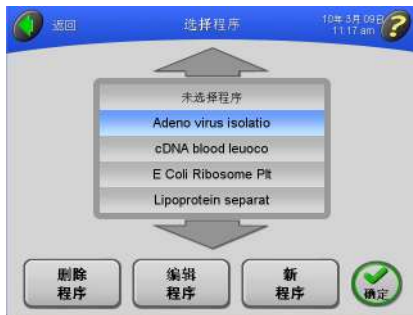 返回
选择程序
10年 3月 09日
11:17 am
?
未选择程序
Adeno virus isolatio
cDNA blood leuoco
E Coli Ribosome Plt
Lipoprotein separat
删除
程序
编辑
程序
新
程序
确定